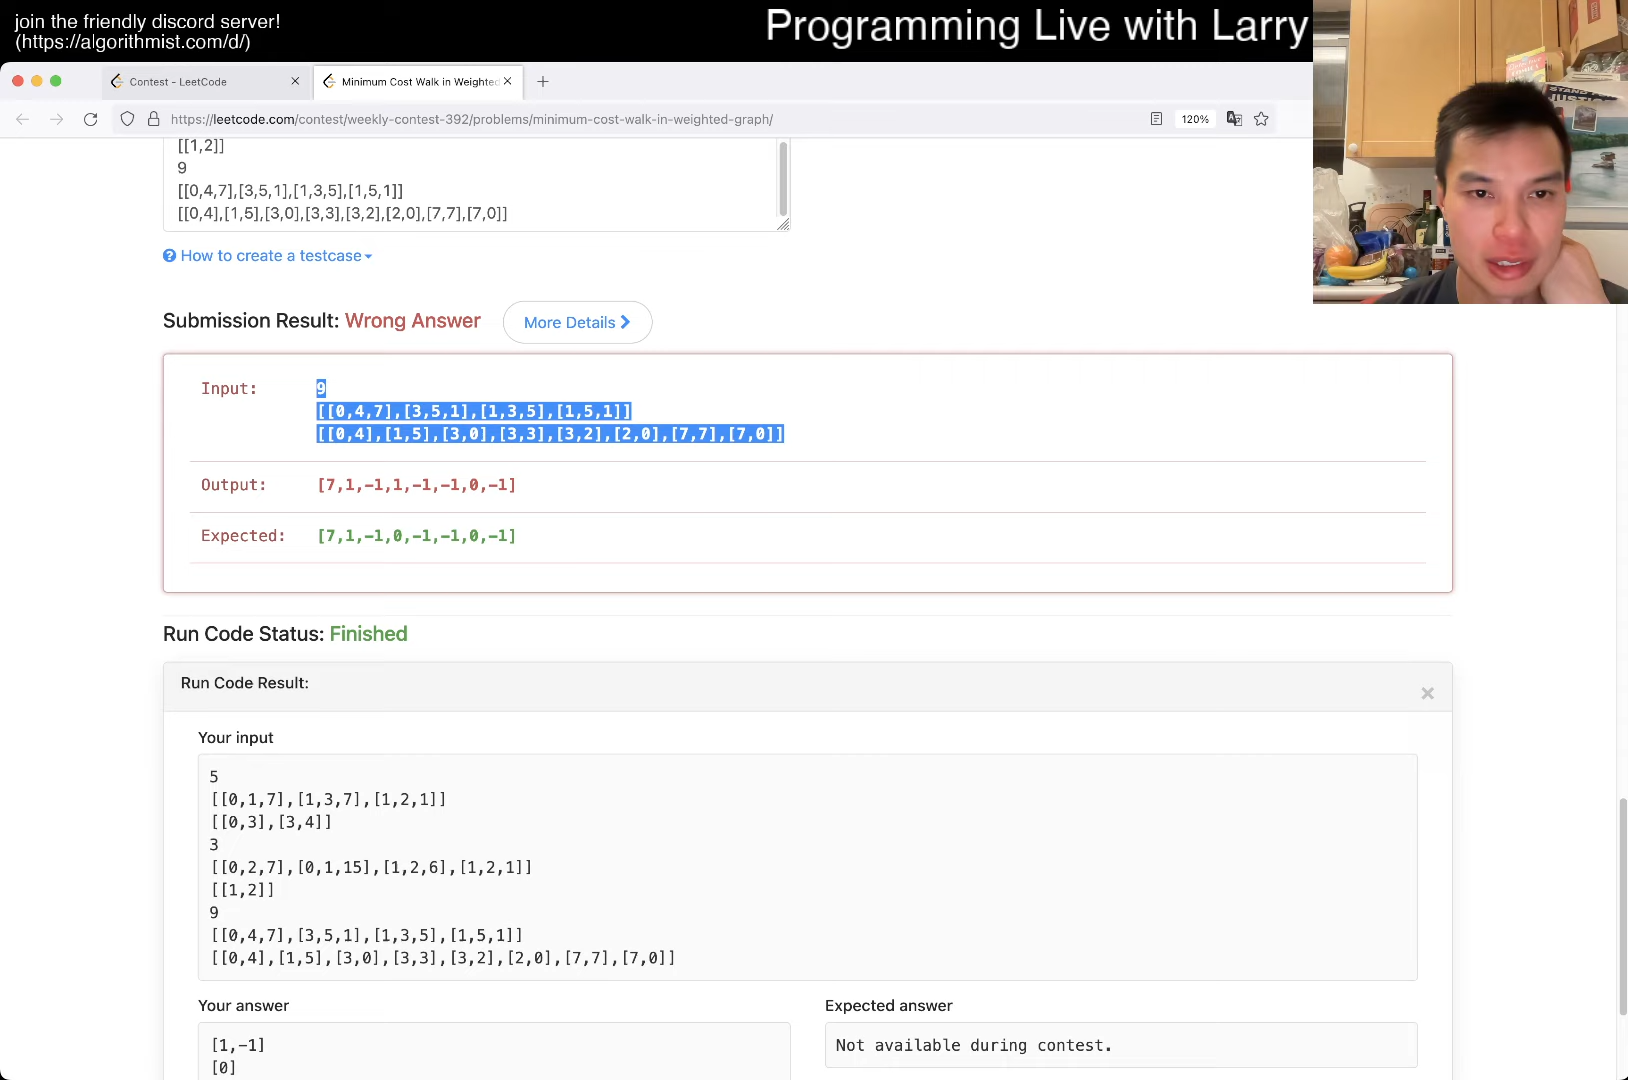 join the friendly discord server!
(https://algorithmist.com/d/)
Programming Live with Larry
Contest - LeetCode
Minimum Cost Walk in Weighted
https://leetcode.com/contest/weekly-contest-392/problems/minimum-cost-walk-in-weighted-graph/
120%
[[1,2]]
9
[[0,4,7],[3,5,1],[1,3,5],[1,5,1]]
[[0,4],[1,5],[3,0],[3,3],[3,2],[2,0],[7,7],[7,0]]
How to create a testcase
Submission Result: Wrong Answer
More Details
Input:
9
[[0,4,7],[3,5,1],[1,3,5],[1,5,1]]
[[0,4],[1,5],[3,0],[3,3],[3,2],[2,0],[7,7],[7,0]]
Output: [7,1,-1,1,-1,-1,0,-1]
Expected: [7,1,-1,0,-1,-1,0,-1]
Run Code Status: Finished
Run Code Result:
Your input
5
[[0,1,7],[1,3,7],[1,2,1]]
[[0,3],[3,4]]
3
[[0,2,7],[0,1,15],[1,2,6],[1,2,1]]
[[1,2]]
9
[[0,4,7],[3,5,1],[1,3,5],[1,5,1]]
[[0,4],[1,5],[3,0],[3,3],[3,2],[2,0],[7,7],[7,0]]
Your answer
[1,-1]
[0]
Expected answer
Not available during contest.